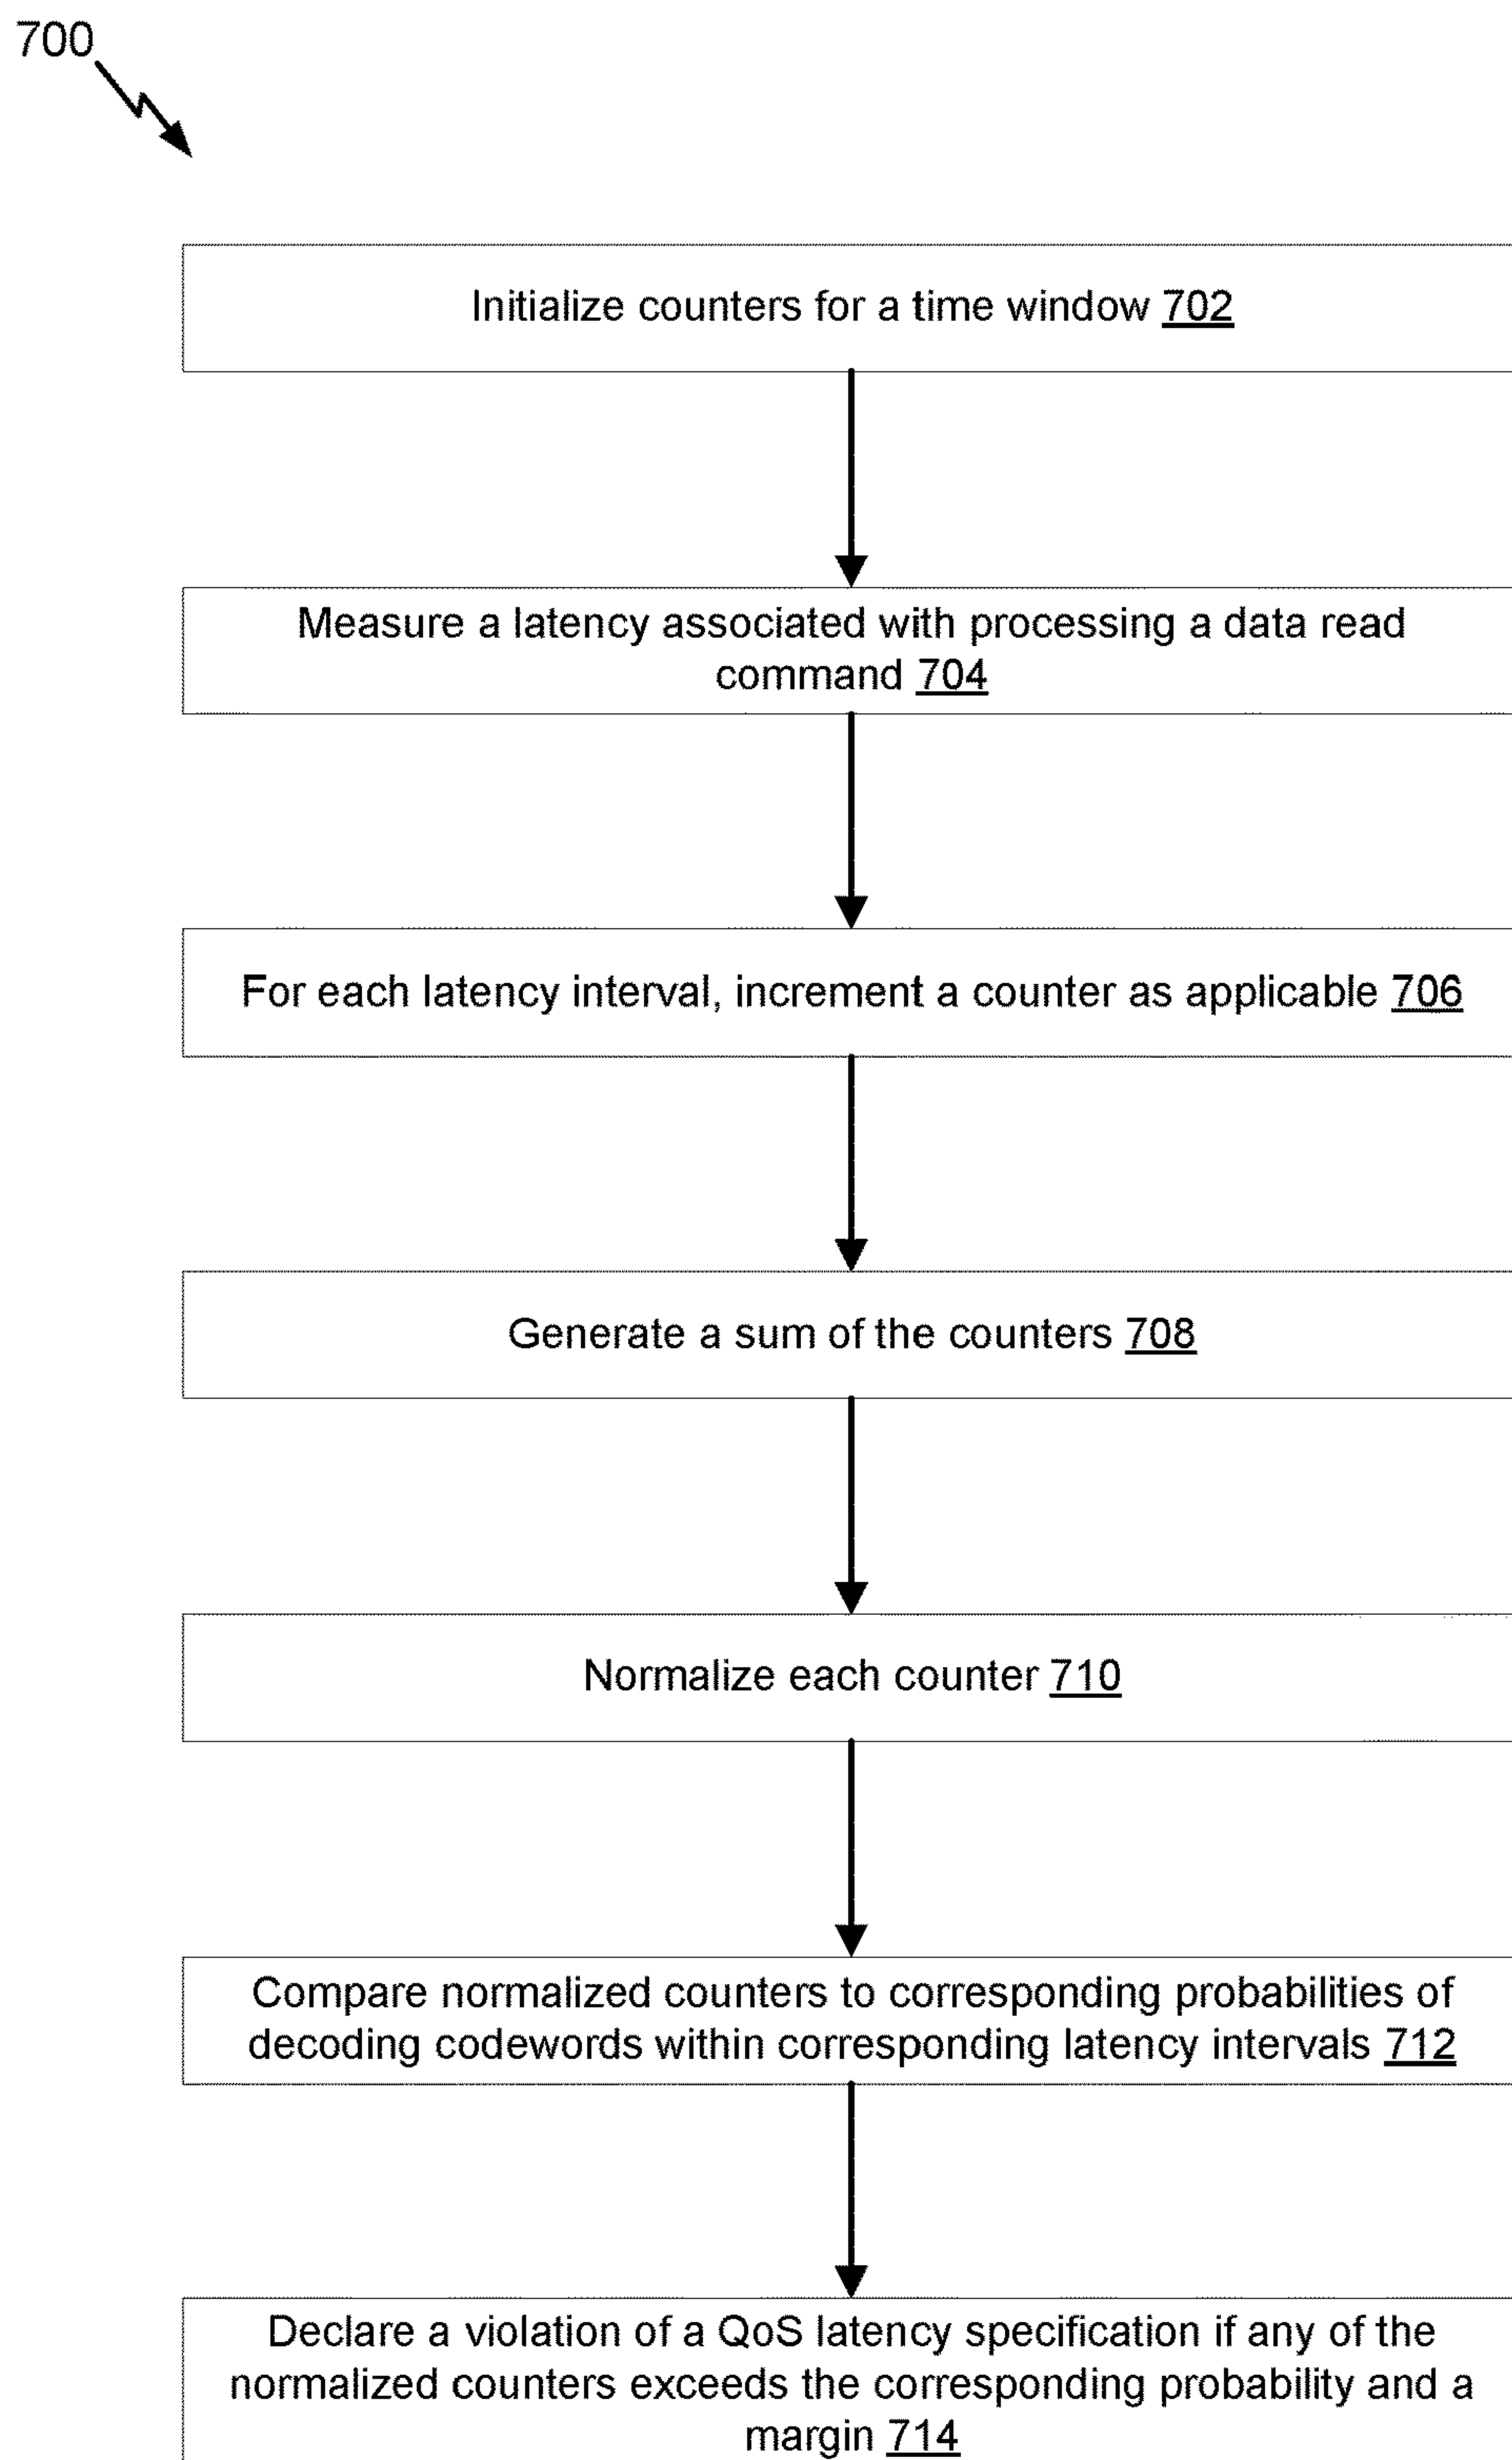 700
Initialize counters for a time window 702
Measure a latency associated with processing a data read
command 704
For each latency interval, increment a counter as applicable 706
Generate a sum of the counters 708
Normalize each counter 710
Compare normalized counters to corresponding probabilities of
decoding codewords within corresponding latency intervals 712
Declare a violation of a QoS latency specification if any of the
normalized counters exceeds the corresponding probability and a
margin 714